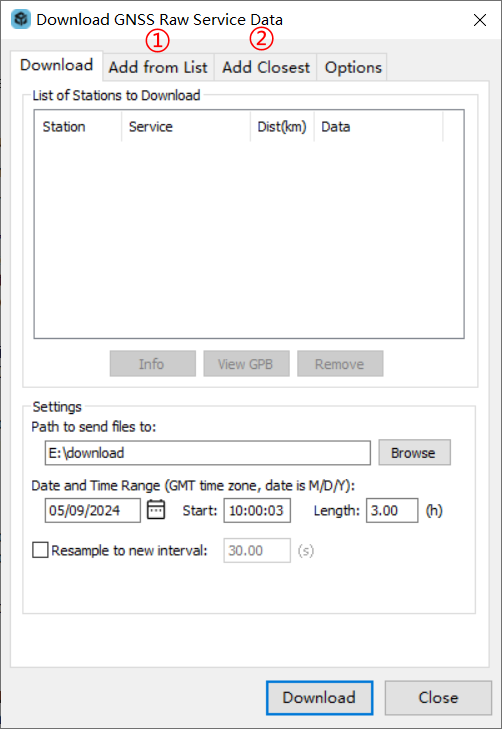 Download GNSS Raw Service Data
① ②
Download Add from List Add Closest Options
List of Stations to Download
Station Service Dist(km) Data
Info View GPB Remove
Settings
Path to send files to:
E:\download Browse
Date and Time Range (GMT time zone, date is M/D/Y):
05/09/2024 Start: 10:00:03 Length: 3.00 (h)
Resample to new interval: 30.00 (s)
Download Close